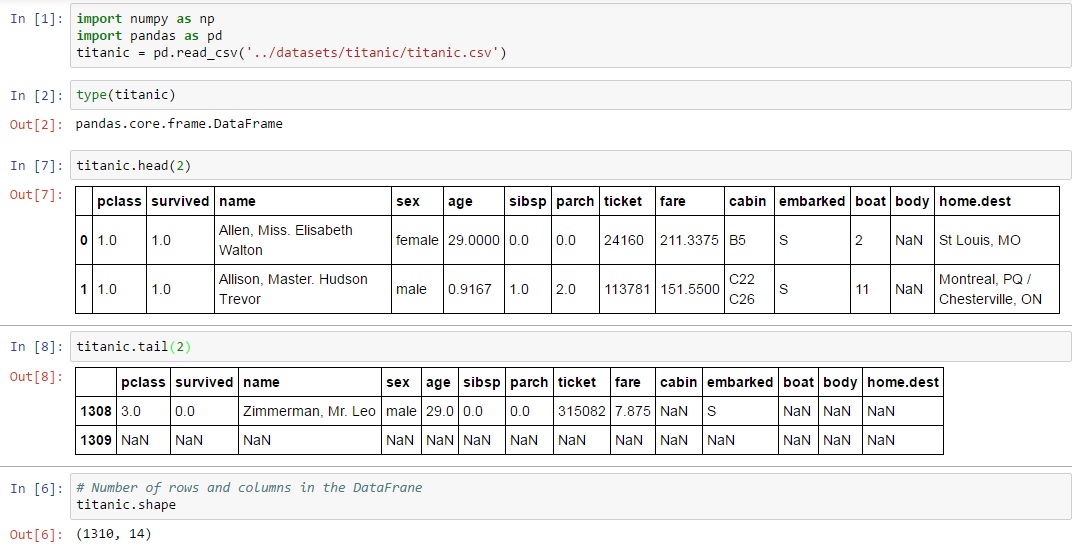 In [1]: import numpy as np
import pandas as pd
titanic = pd.read_csv('../datasets/titanic/titanic.csv')
In [2]: type(titanic)
Out[2]: pandas.core.frame.DataFrame
In [7]: titanic.head(2)
Out[7]:
pclass survived name sex age sibsp parch ticket fare cabin embarked boat body home.dest
0 1.0 1.0 Allen, Miss. Elisabeth Walton female 29.0000 0.0 0.0 24160 211.3375 B5 S 2 NaN St Louis, MO
1 1.0 1.0 Allison, Master. Hudson Trevor male 0.9167 1.0 2.0 113781 151.5500 C22 C26 S 11 NaN Montreal, PQ / Chesterville, ON
In [8]: titanic.tail(2)
Out[8]:
pclass survived name sex age sibsp parch ticket fare cabin embarked boat body home.dest
1308 3.0 0.0 Zimmerman, Mr. Leo male 29.0 0.0 0.0 315082 7.875 NaN S NaN NaN NaN
1309 NaN NaN NaN NaN NaN NaN NaN NaN NaN NaN NaN NaN NaN NaN
In [6]: # Number of rows and columns in the DataFrane
titanic.shape
Out[6]: (1310, 14)